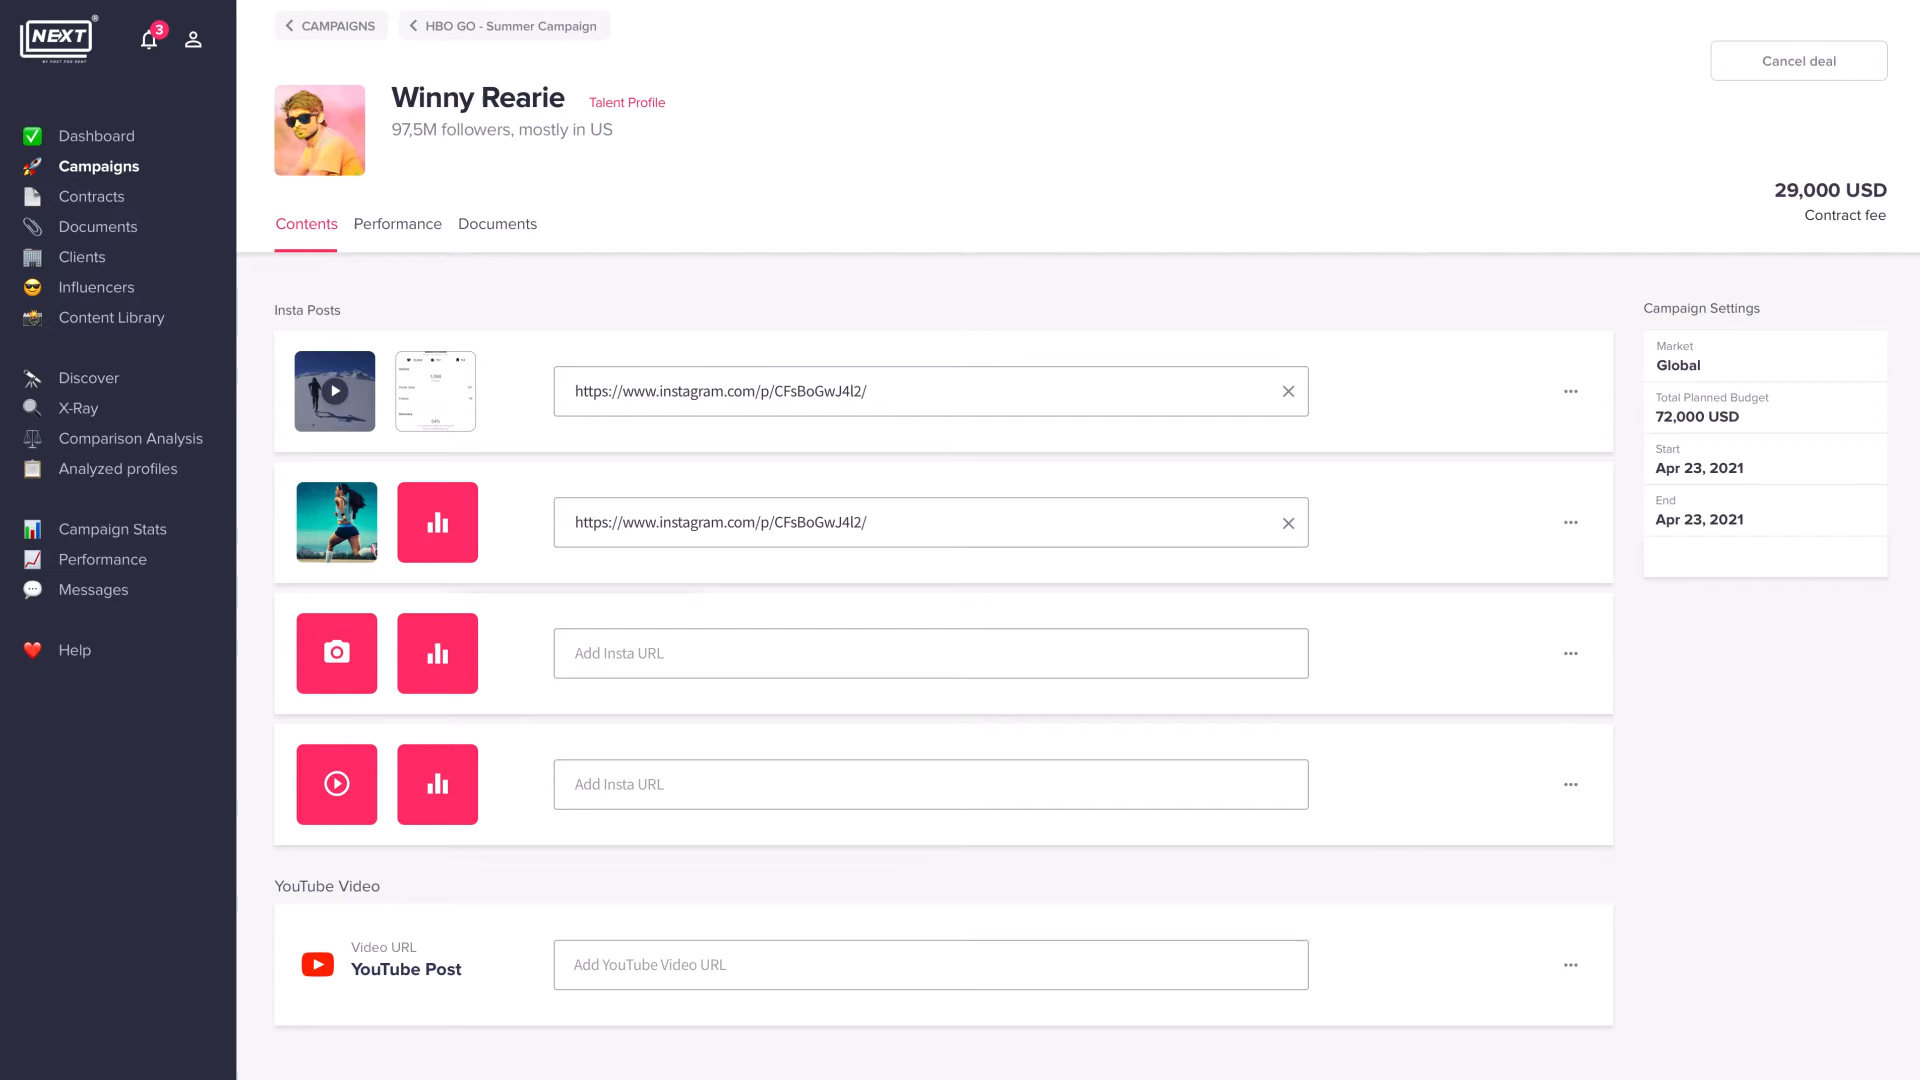 NEXT
BY POST FOR RENT
3
Dashboard
Campaigns
Contracts
Documents
Clients
Influencers
Content Library
Discover
X-Ray
Comparison Analysis
Analyzed profiles
Campaign Stats
Performance
Messages
Help
CAMPAIGNS
HBO GO - Summer Campaign
Cancel deal
Winny Rearie
Talent Profile
97,5M followers, mostly in US
29,000 USD
Contract fee
Contents
Performance
Documents
Insta Posts
https://www.instagram.com/p/CFsBoGwJ4l2/
https://www.instagram.com/p/CFsBoGwJ4l2/
Add Insta URL
Add Insta URL
YouTube Video
Video URL
YouTube Post
Add YouTube Video URL
Campaign Settings
Market
Global
Total Planned Budget
72,000 USD
Start
Apr 23, 2021
End
Apr 23, 2021